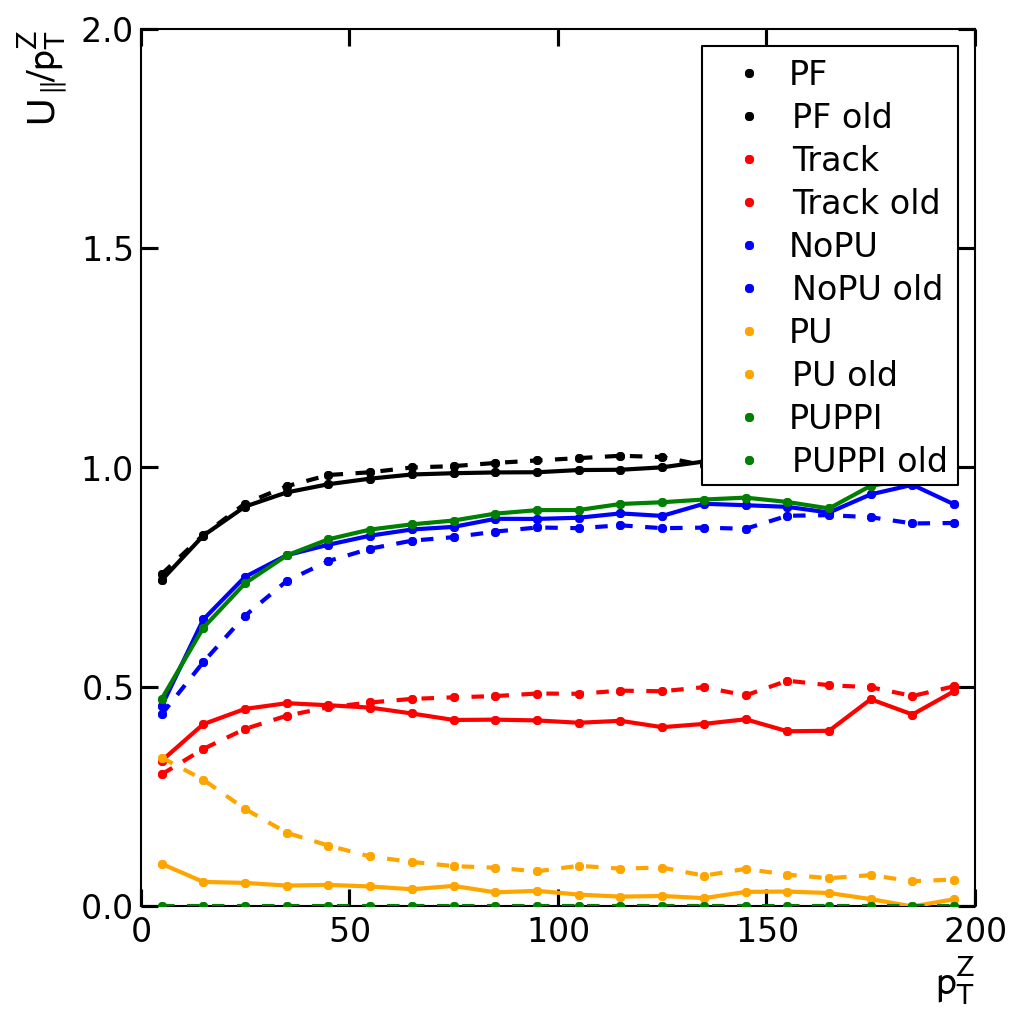 U∥/p_T^Z
2.0
1.5
1.0
0.5
0.0
PF
PF old
Track
Track old
NoPU
NoPU old
PU
PU old
PUPPI
PUPPI old
0 50 100 150 200
p_T^Z